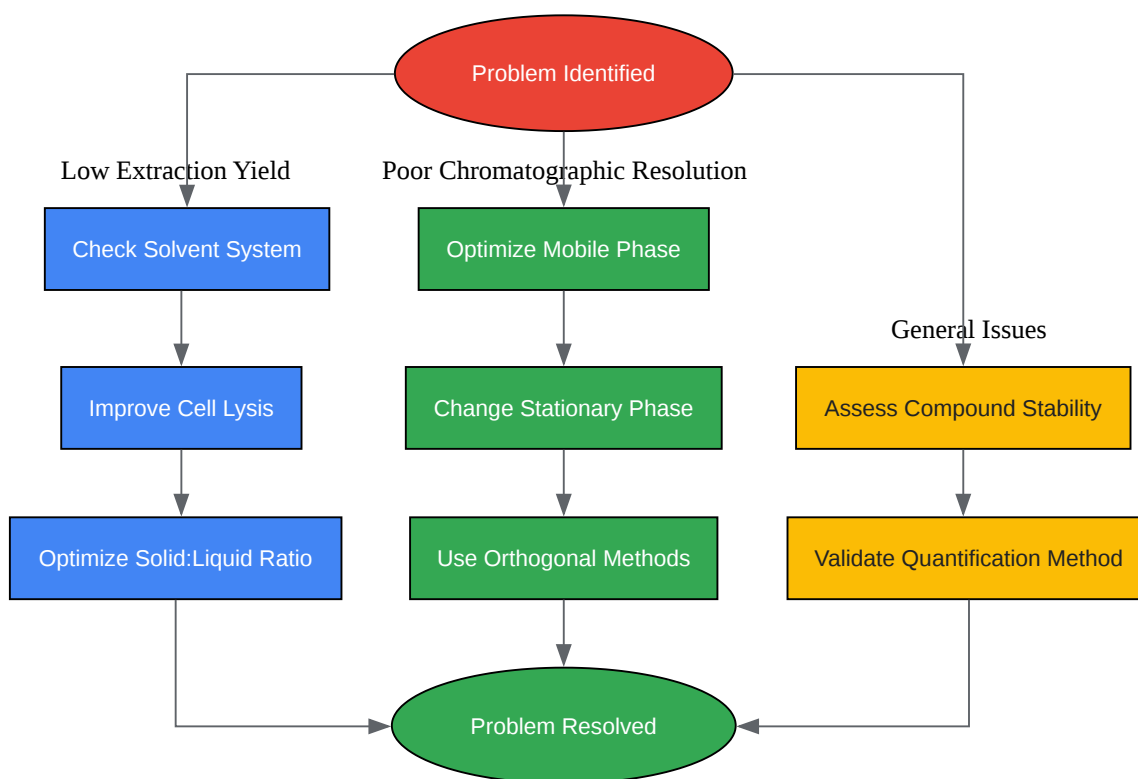 Problem Identified
Low Extraction Yield
Poor Chromatographic Resolution
Check Solvent System
Optimize Mobile Phase
General Issues
Improve Cell Lysis
Change Stationary Phase
Assess Compound Stability
Optimize Solid:Liquid Ratio
Use Orthogonal Methods
Validate Quantification Method
Problem Resolved